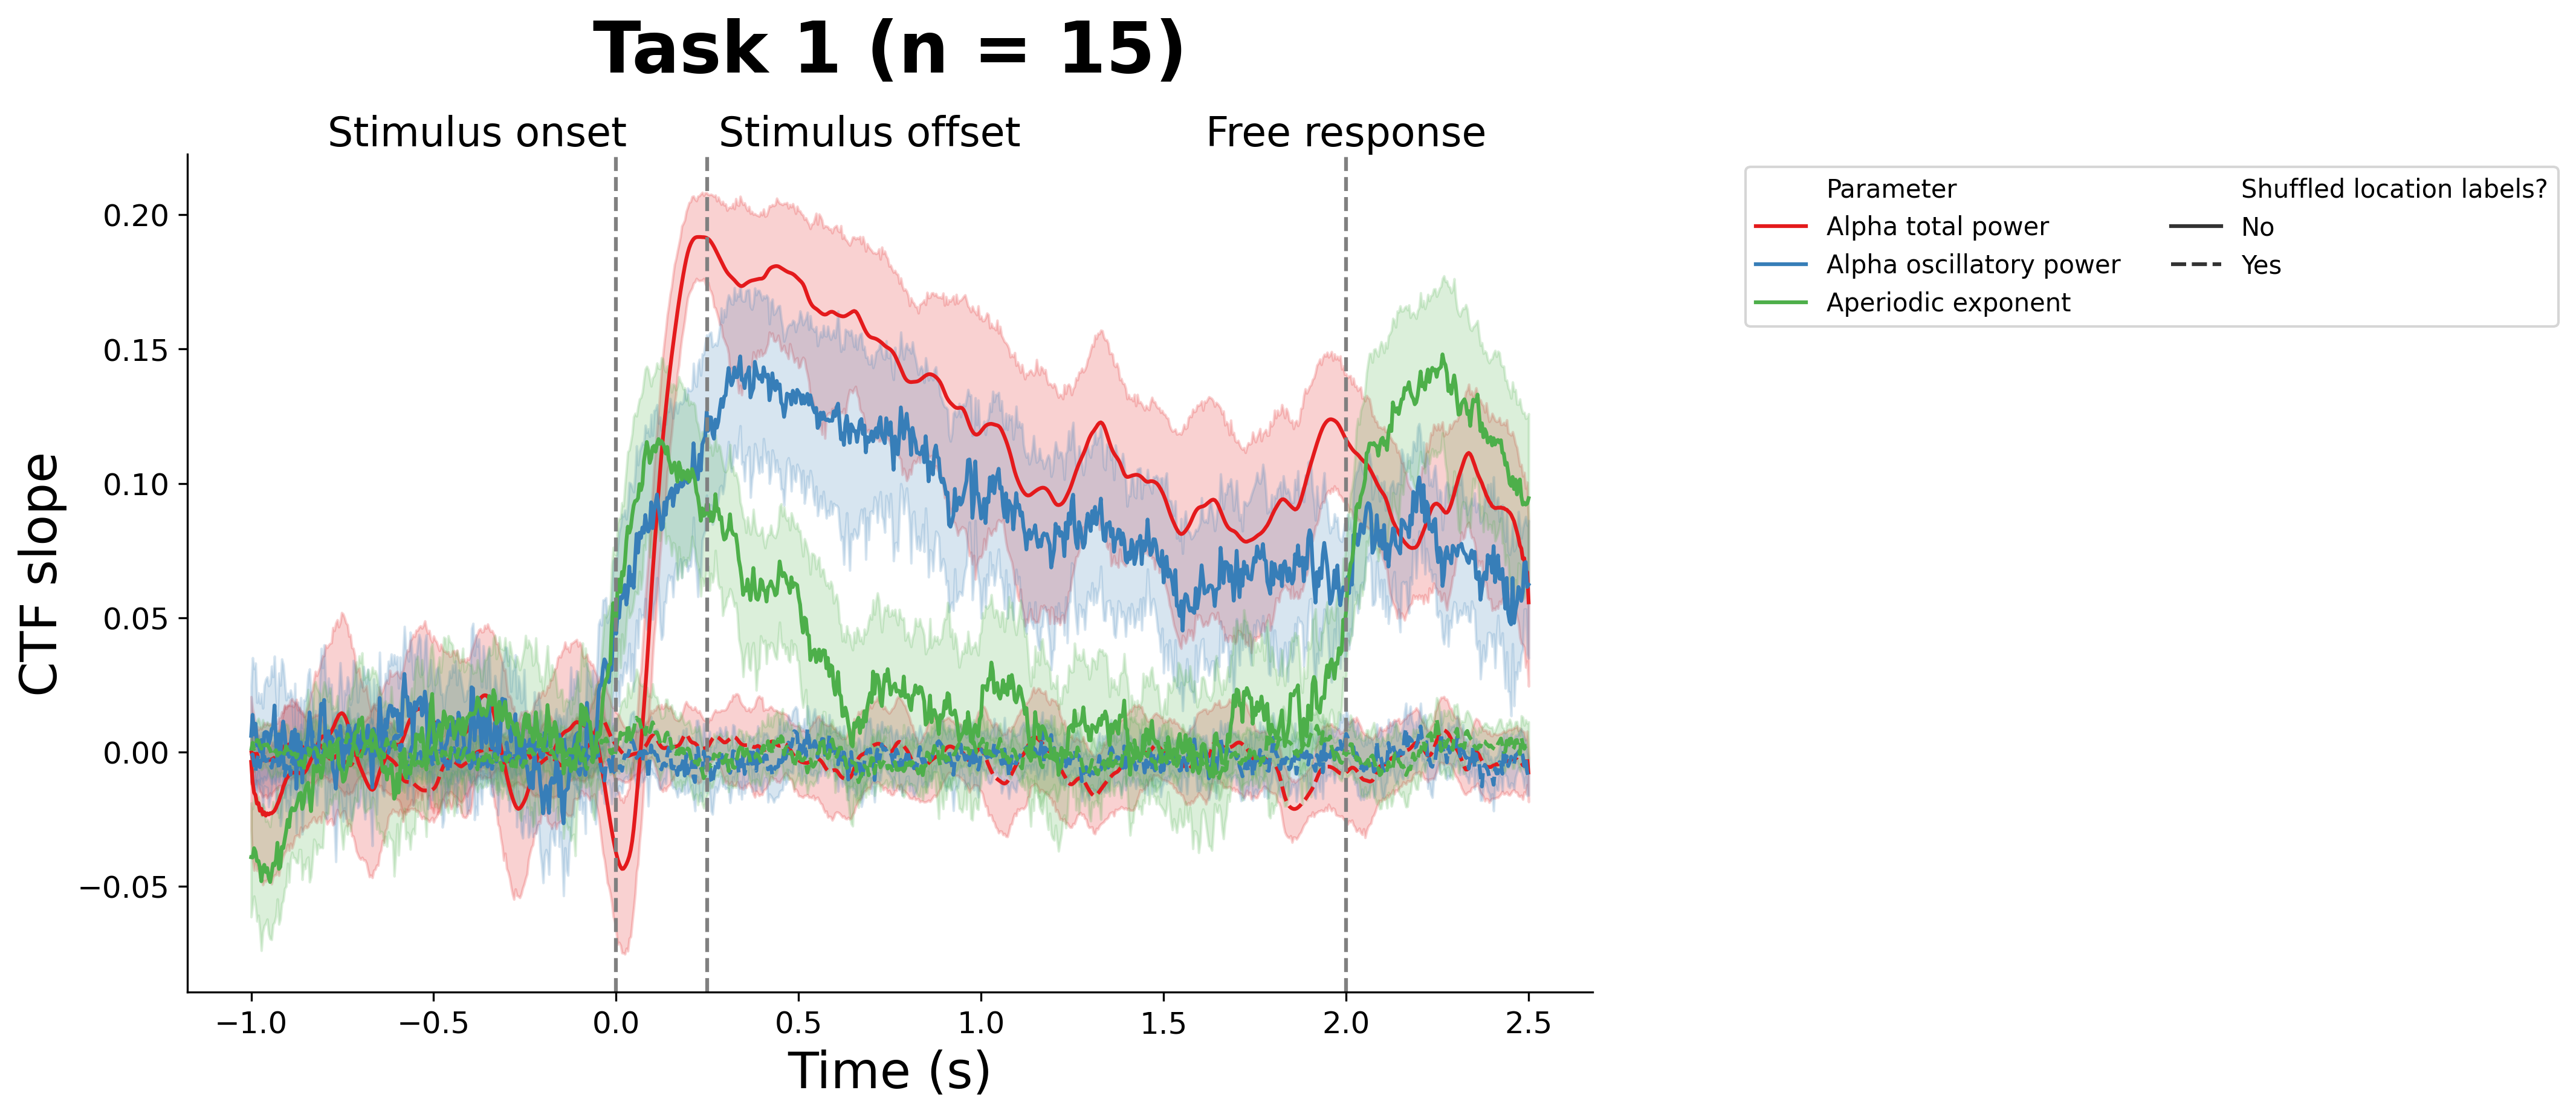 Task 1 (n = 15)
Stimulus onset
Stimulus offset
Free response
CTF slope
0.20
0.15
0.10
0.05
0.00
−0.05
−1.0
−0.5
0.0
0.5
1.0
1.5
2.0
2.5
Time (s)
Parameter
Alpha total power
Alpha oscillatory power
Aperiodic exponent
Shuffled location labels?
No
Yes